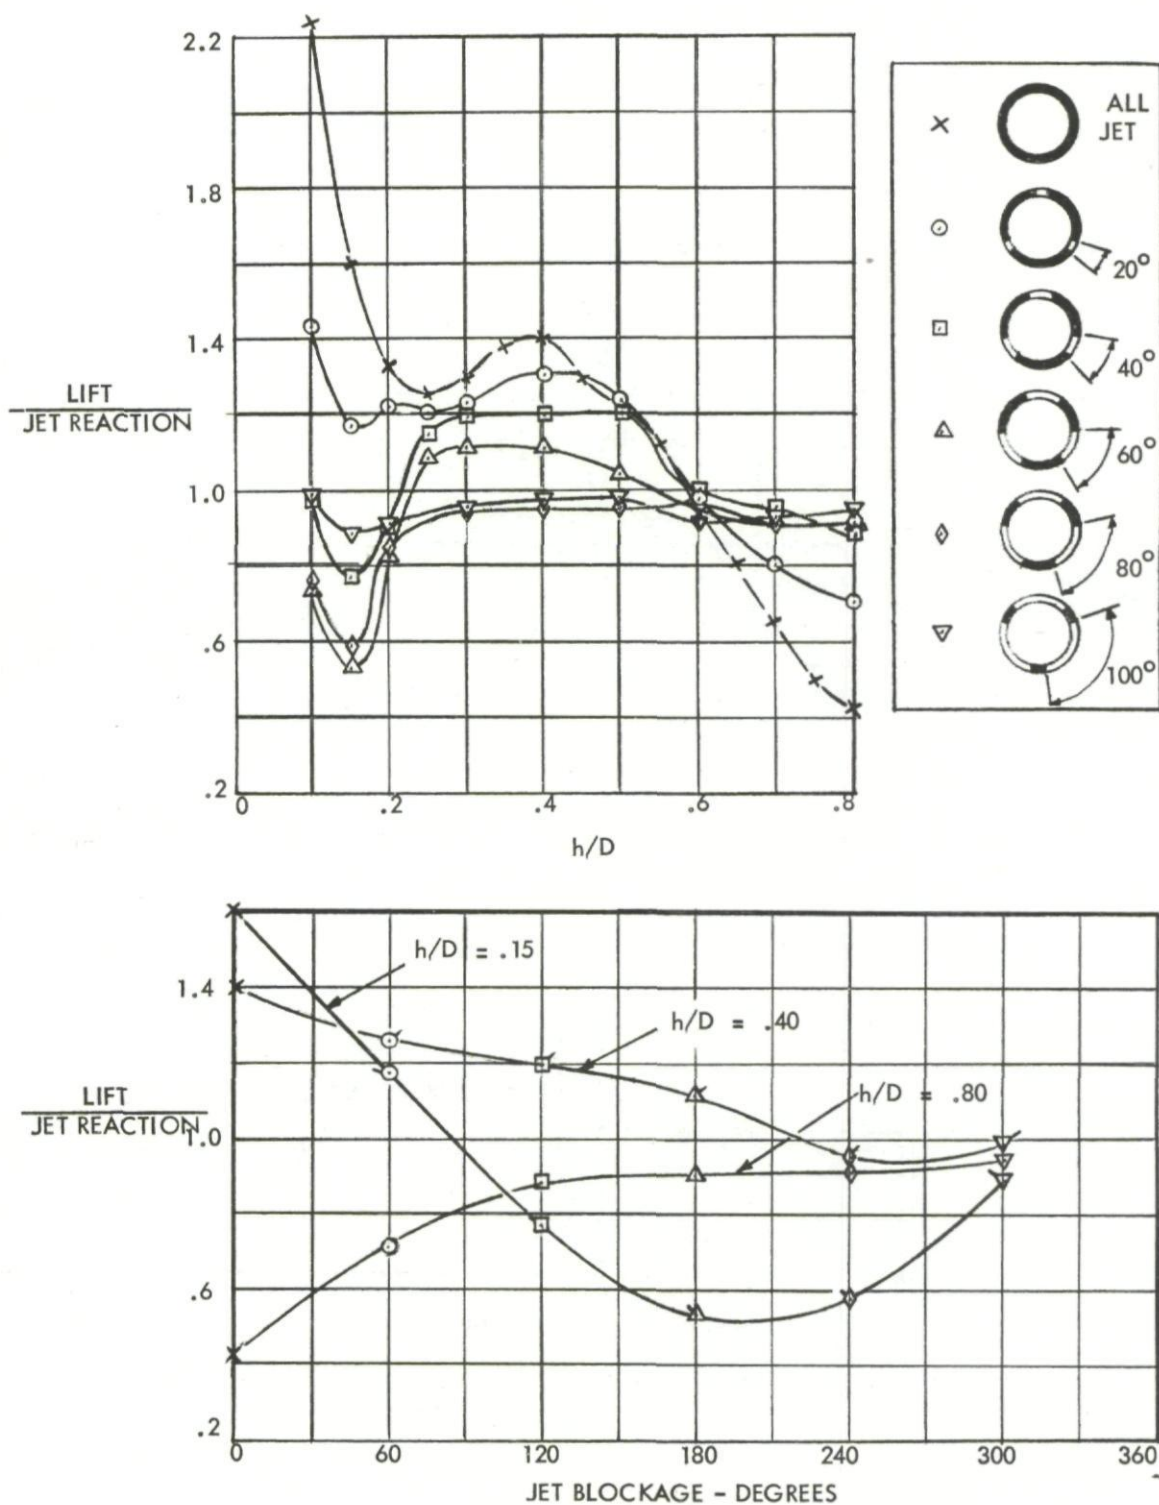 2.2
1.8
1.4
1.0
.6
.2
LIFT
JET REACTION
0
.2
.4
.6
.8
h/D
ALL
JET
20°
40°
60°
80°
100°
h/D = .15
h/D = .40
h/D = .80
1.4
1.0
.6
.2
LIFT
JET REACTION
0
60
120
180
240
300
360
JET BLOCKAGE - DEGREES